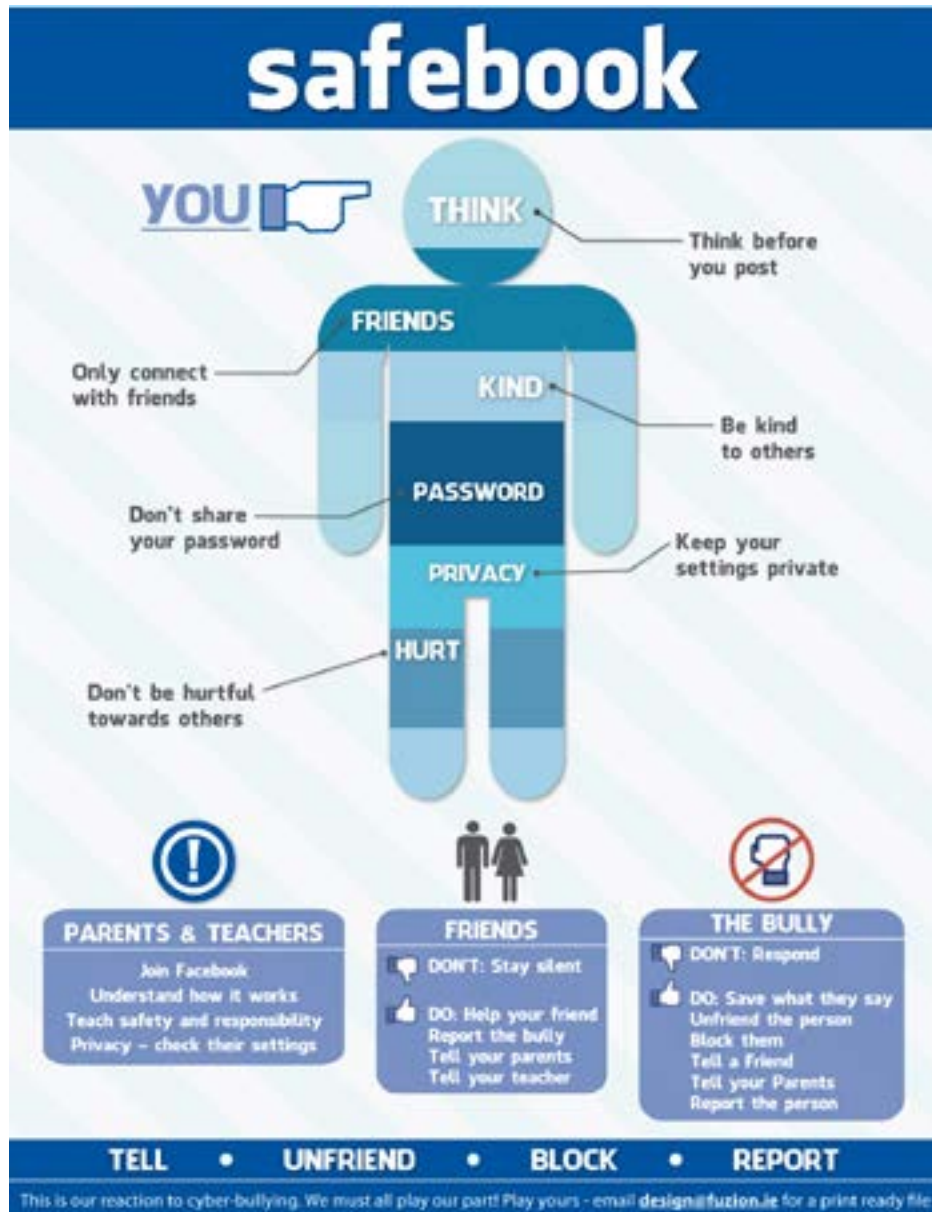 safebook
YOU
THINK
Think before
you post
FRIENDS
Only connect
with friends
KIND
Be kind
to others
PASSWORD
Don't share
your password
PRIVACY
Keep your
settings private
HURT
Don't be hurtful
towards others
!
PARENTS & TEACHERS
Join Facebook
Understand how it works
Teach safety and responsibility
Privacy – check their settings
FRIENDS
DON'T: Stay silent
DO: Help your friend
Report the bully
Tell your parents
Tell your teacher
THE BULLY
DON'T: Respond
DO: Save what they say
Unfriend the person
Block them
Tell a Friend
Tell your Parents
Report the person
TELL • UNFRIEND • BLOCK • REPORT
This is our reaction to cyber-bullying. We must all play our part! Play yours - email design@fuzion.ie for a print ready file